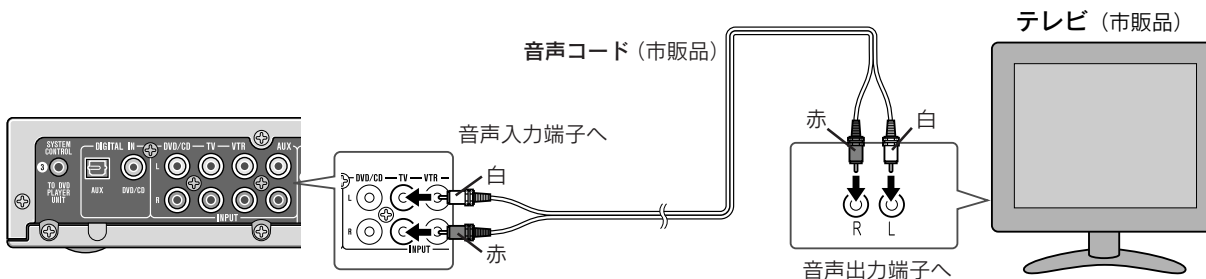 テレビ（市販品）
音声コード（市販品）
赤
白
音声入力端子へ
SYSTEM
CONTROL
3
TO DVD
PLAYER
UNIT
DIGITAL IN
AUX
DVD/CD
DVD/CD
TV
VTR
AUX
L
R
INPUT
DVD/CD
TV
VTR
L
R
INPUT
白
赤
R
L
音声出力端子へ